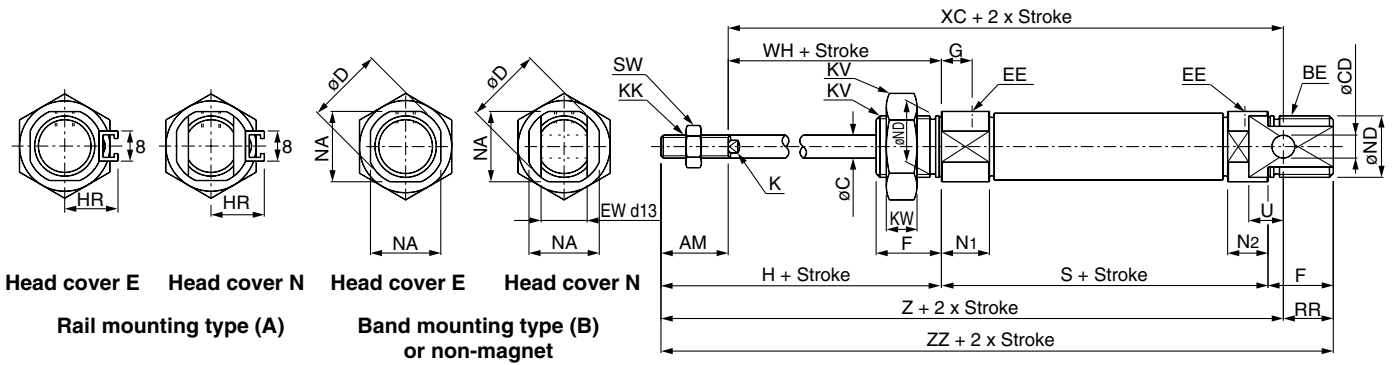 XC + 2 x Stroke
WH + Stroke
G
SW
KK
KV
KV
EE
EE
BE
øCD
øD
øD
NA
NA
8
8
HR
HR
øND
øND
K
øC
KW
U
EW d13
NA
NA
AM
F
N1
N2
Head cover E
Head cover N
Head cover E
Head cover N
H + Stroke
S + Stroke
F
Rail mounting type (A)
Band mounting type (B)
or non-magnet
Z + 2 x Stroke
RR
ZZ + 2 x Stroke